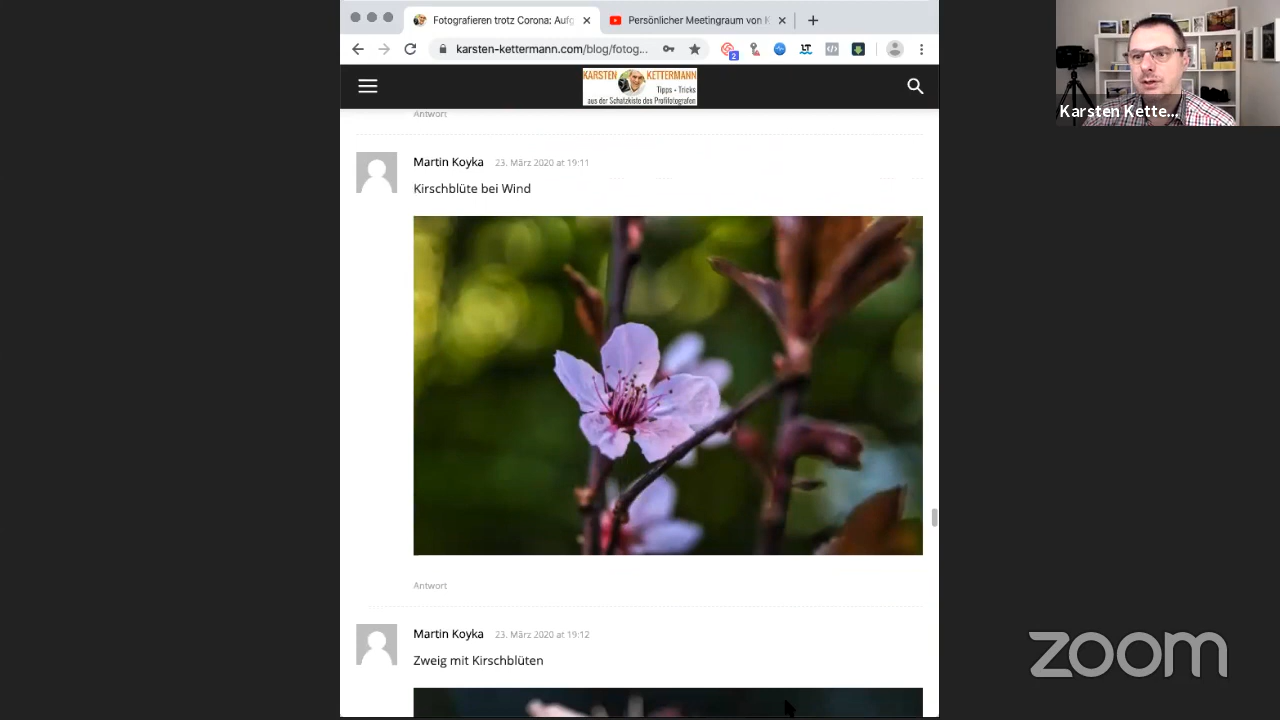 Fotografieren trotz Corona: Aufg
Persönlicher Meetingraum von K
karsten-kettermann.com/blog/fotog...
2
KARSTEN KETTERMANN
Tipps + Tricks
aus der Schatzkiste des Profifotografen
Karsten Kette...
Antwort
Martin Koyka 23. März 2020 at 19:11
Kirschblüte bei Wind
Antwort
Martin Koyka 23. März 2020 at 19:12
Zweig mit Kirschblüten
zoom